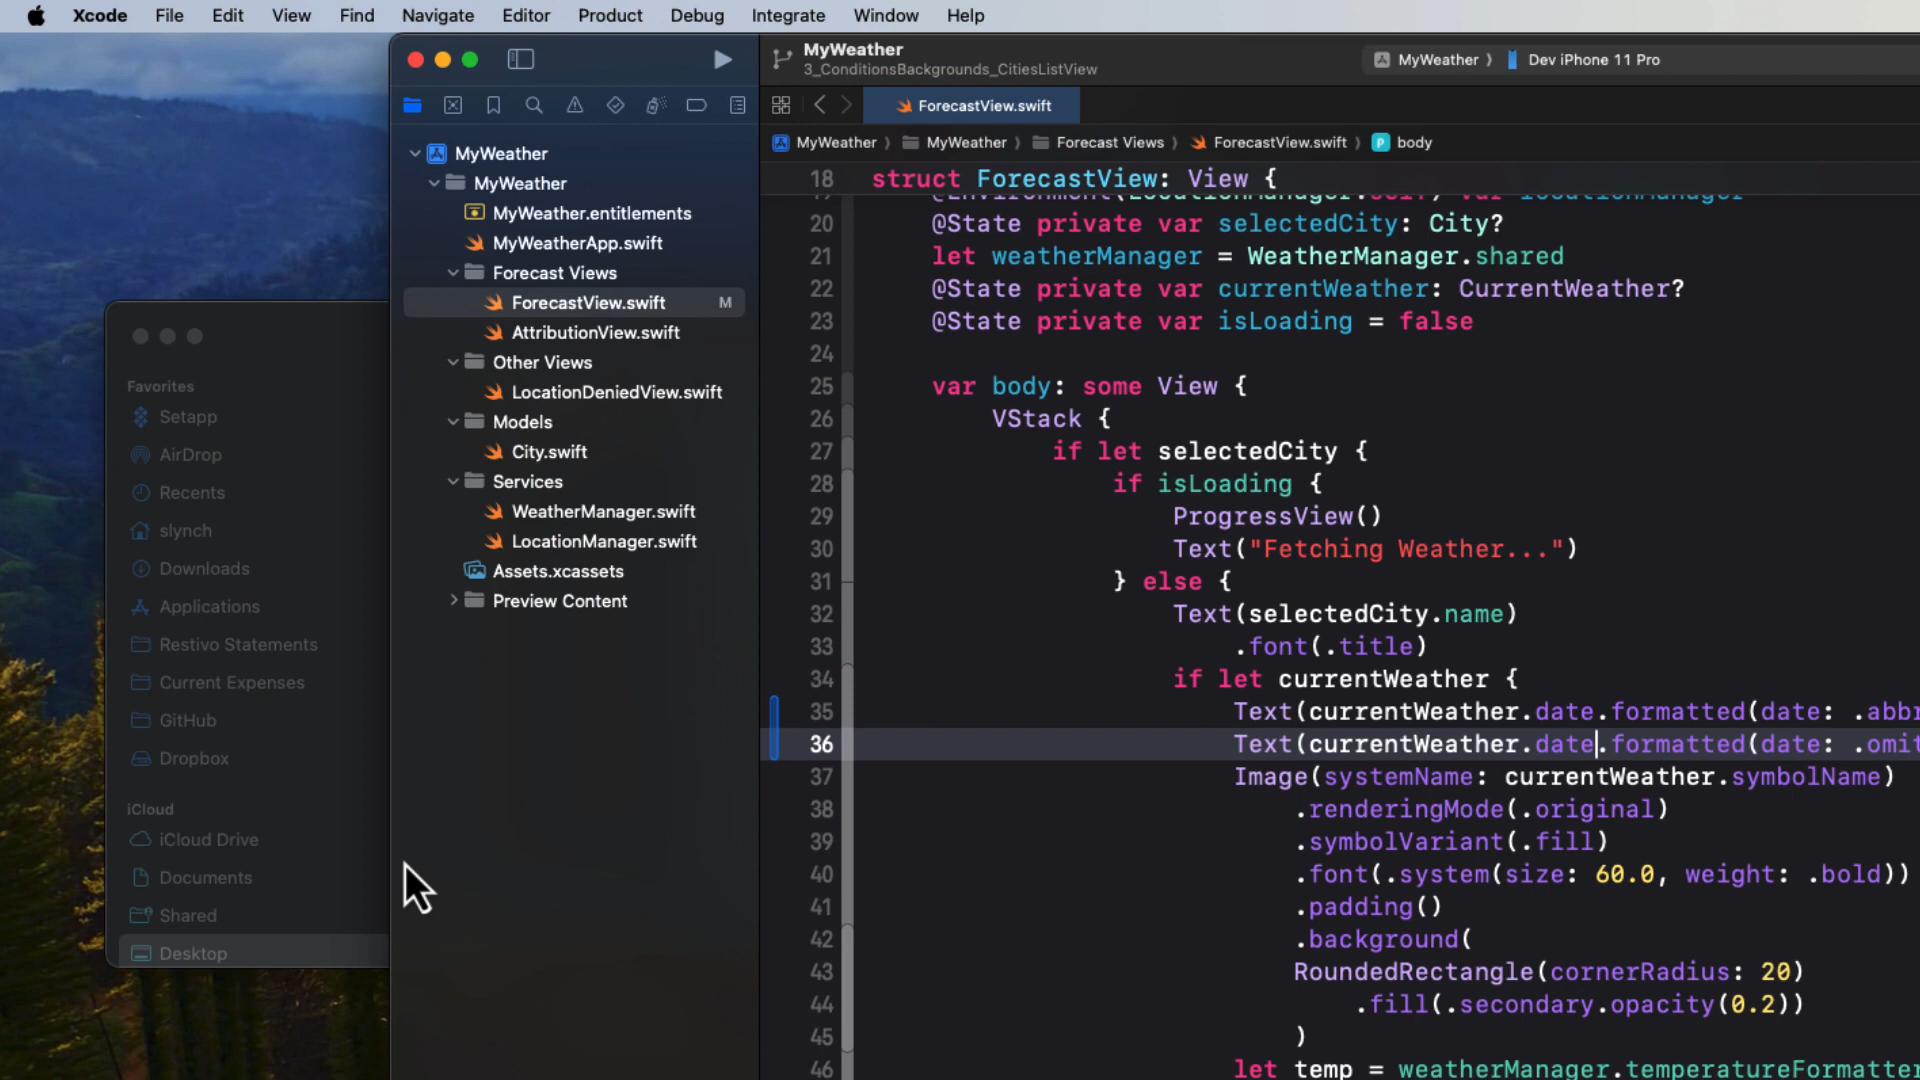 Xcode File Edit View Find Navigate Editor Product Debug Integrate Window Help
MyWeather
3_ConditionsBackgrounds_CitiesListView
MyWeather
Dev iPhone 11 Pro
ForecastView.swift
MyWeather
MyWeather
Forecast Views
ForecastView.swift
body
Favorites
Setapp
AirDrop
Recents
slynch
Downloads
Applications
Restivo Statements
Current Expenses
GitHub
Dropbox
iCloud
iCloud Drive
Documents
Shared
Desktop
MyWeather
MyWeather
MyWeather.entitlements
MyWeatherApp.swift
Forecast Views
ForecastView.swift M
AttributionView.swift
Other Views
LocationDeniedView.swift
Models
City.swift
Services
WeatherManager.swift
LocationManager.swift
Assets.xcassets
Preview Content
18 struct ForecastView: View {
20 @State private var selectedCity: City?
21 let weatherManager = WeatherManager.shared
22 @State private var currentWeather: CurrentWeather?
23 @State private var isLoading = false
24
25 var body: some View {
26 VStack {
27 if let selectedCity {
28 if isLoading {
29 ProgressView()
30 Text("Fetching Weather...")
31 } else {
32 Text(selectedCity.name)
33 .font(.title)
34 if let currentWeather {
35 Text(currentWeather.date.formatted(date: .abbr
36 Text(currentWeather.date.formatted(date: .omit
37 Image(systemName: currentWeather.symbolName)
38 .renderingMode(.original)
39 .symbolVariant(.fill)
40 .font(.system(size: 60.0, weight: .bold))
41 .padding()
42 .background(
43 RoundedRectangle(cornerRadius: 20)
44 .fill(.secondary.opacity(0.2))
45 )
46 let temp = weatherManager.temperatureFormatter